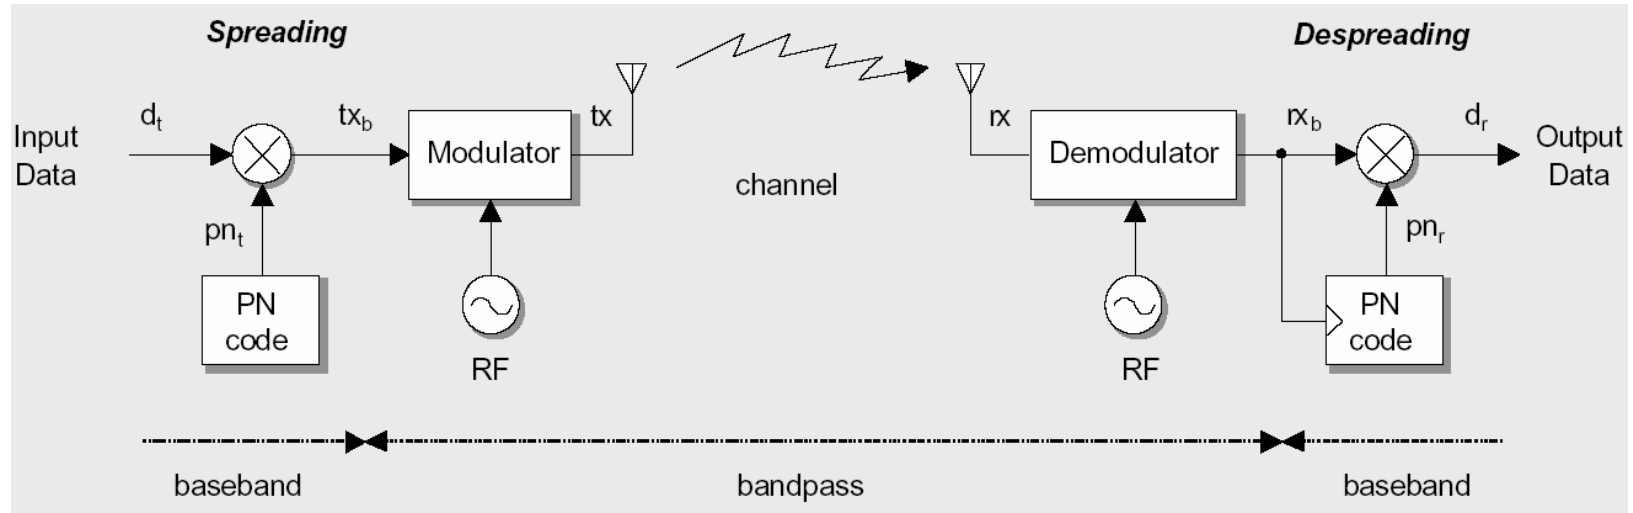 Spreading
Despreading
Input
Data
d_t
tx_b
Modulator
tx
channel
rx
Demodulator
rx_b
d_r
Output
Data
pn_t
pn_r
PN
code
RF
RF
PN
code
baseband
bandpass
baseband